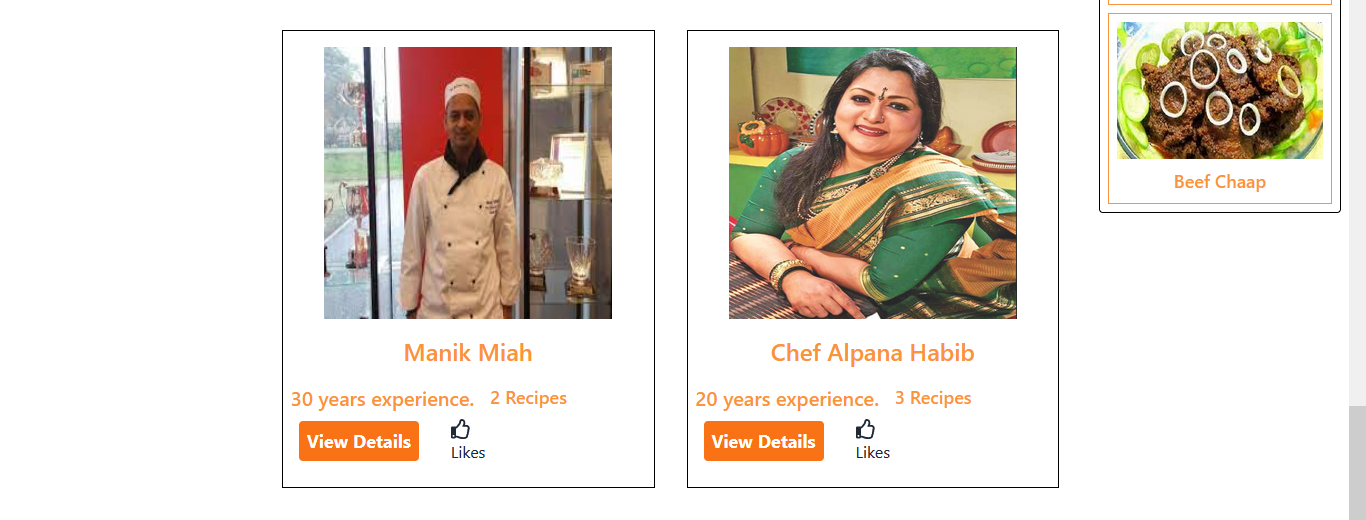 Manik Miah
30 years experience. 2 Recipes
View Details
Likes
Chef Alpana Habib
20 years experience. 3 Recipes
View Details
Likes
Beef Chaap